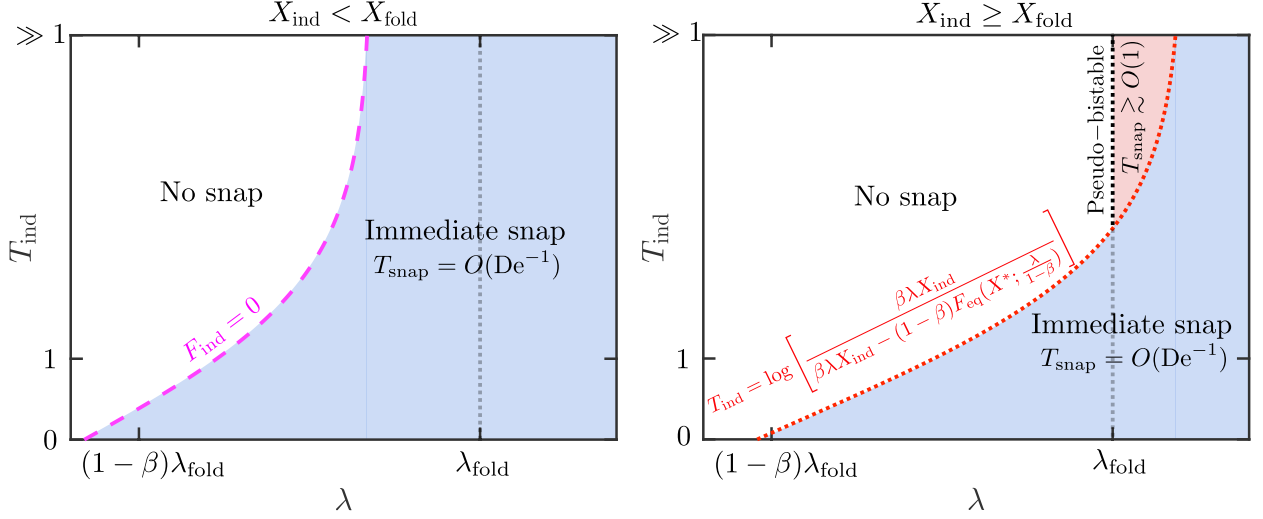 X_ind < X_fold
≫ 1
No snap
Immediate snap
T_snap = O(De⁻¹)
F_ind = 0
T_ind
1
0
(1 − β)λ_fold
λ_fold
λ
X_ind ≥ X_fold
≫ 1
Pseudo−bistable
T_snap ≳ O(1)
No snap
T_ind = log [ βλX_ind / (βλX_ind − (1 − β)F_eq(X*; λ/(1−β))) ]
Immediate snap
T_snap = O(De⁻¹)
T_ind
1
0
(1 − β)λ_fold
λ_fold
λ